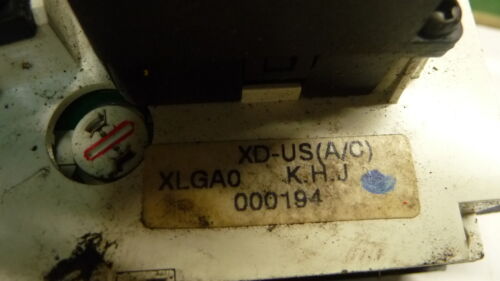 XD-US(A/C)
XLGA0 K.H.J
000194